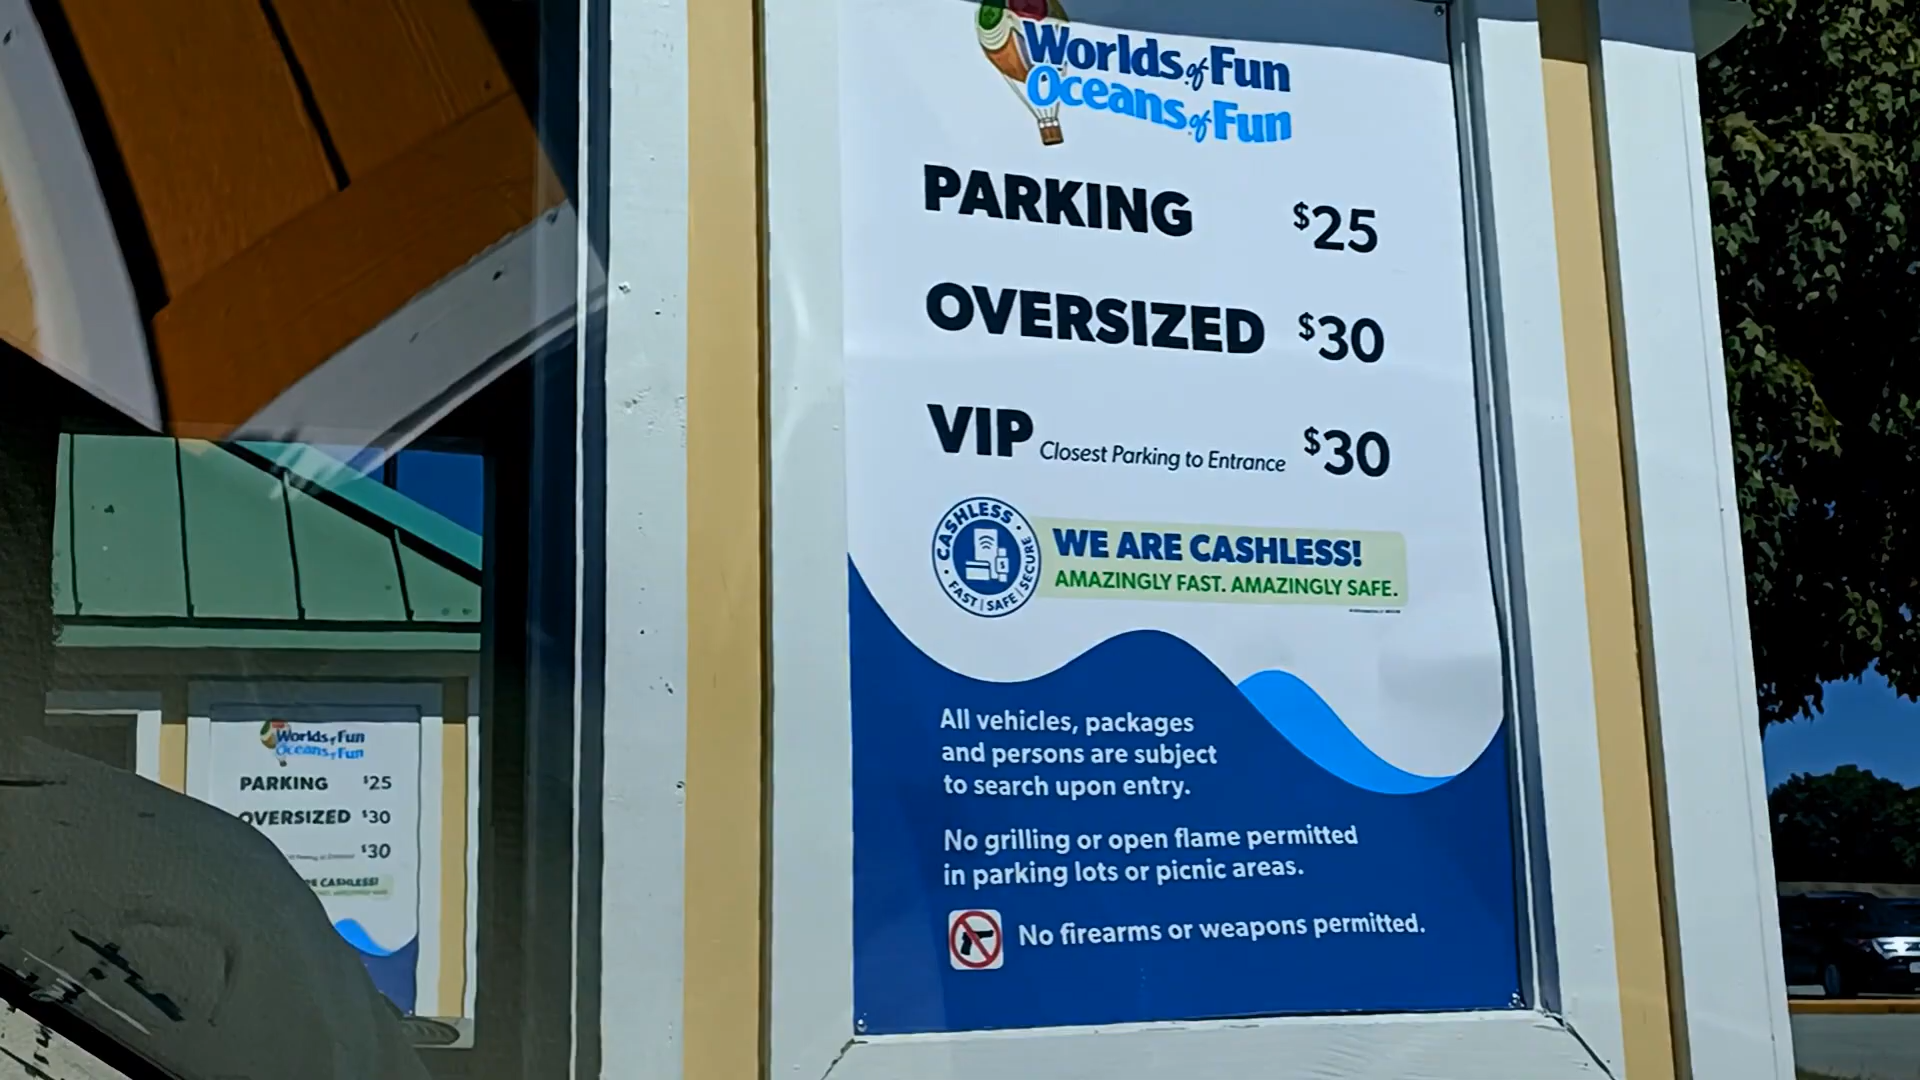 Worlds of Fun
Oceans of Fun
PARKING $25
OVERSIZED $30
VIP Closest Parking to Entrance $30
CASHLESS
FAST | SAFE | SECURE
WE ARE CASHLESS!
AMAZINGLY FAST. AMAZINGLY SAFE.
All vehicles, packages
and persons are subject
to search upon entry.
No grilling or open flame permitted
in parking lots or picnic areas.
No firearms or weapons permitted.
Worlds of Fun
Oceans of Fun
PARKING $25
OVERSIZED $30
$30
CASHLESS!